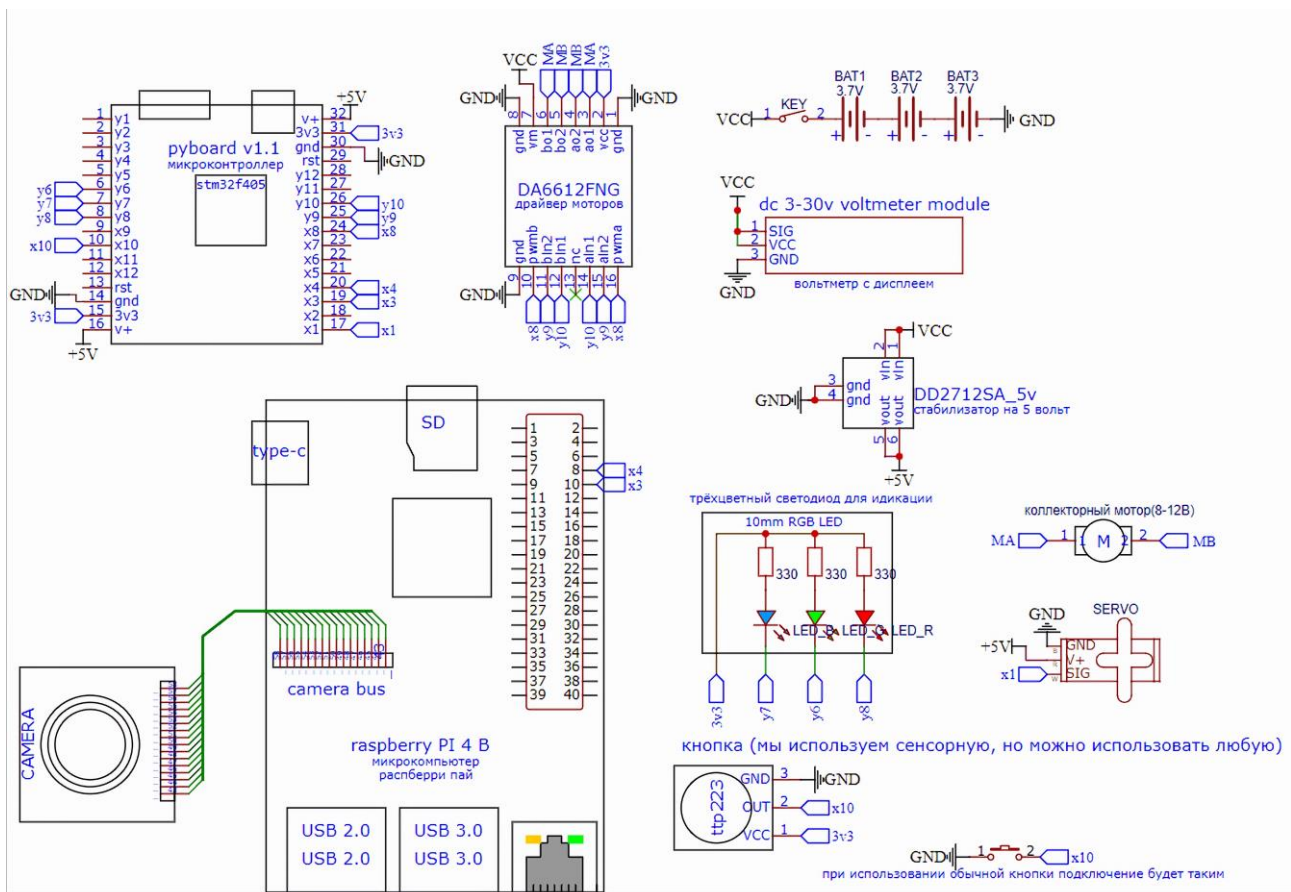 pyboard v1.1
микроконтроллер
stm32f405
+5V
1 y1
2 y2
3 y3
4 y4
5 y5
y6 6 y6
y7 7 y7
y8 8 y8
9 x9
x10 10 x10
11 x11
12 x12
13 rst
GND 14 gnd
3v3 15 3v3
16 v+
+5V
v+ 32
3v3 31 3v3
gnd 30 GND
rst 29
y12 28
y11 27
y10 26 y10
y9 25 y9
x8 24 x8
x7 23
x6 22
x5 21
x4 20 x4
x3 19 x3
x2 18
x1 17 x1
VCC MA MB MB MA 3v3
GND 8 7 6 5 4 3 2 1 GND
gnd vm bo1 bo2 ao2 ao1 vcc gnd
DA6612FNG
драйвер моторов
gnd pwmb bin2 bin1 nc ain1 ain2 pwma
GND 9 10 11 12 13 14 15 16
x8 y9 y10 y10 y9 x8
BAT1 BAT2 BAT3
3.7V 3.7V 3.7V
VCC 1 KEY 2 GND
+ - + - + -
VCC
dc 3-30v voltmeter module
1 SIG
2 VCC
3 GND
GND
вольтметр с дисплеем
VCC
2 1
vin vin
GND 3 gnd
4 gnd
DD2712SA_5v
стабилизатор на 5 вольт
vout vout
5 6
+5V
type-c
SD
1 2
3 4
5 6
7 8 x4
9 10 x3
11 12
13 14
15 16
17 18
19 20
21 22
23 24
25 26
27 28
29 30
31 32
33 34
35 36
37 38
39 40
camera bus
CAMERA
raspberry PI 4 B
микрокомпьютер
распберри пай
USB 2.0 USB 3.0
USB 2.0 USB 3.0
трёхцветный светодиод для идикации
10mm RGB LED
330 330 330
LED_B LED_G LED_R
3v3 y7 y6 y8
коллекторный мотор(8-12В)
MA 1 1 M 2 2 MB
SERVO
GND GND
+5V V+
x1 SIG
кнопка (мы используем сенсорную, но можно использовать любую)
ttp223
GND 3 GND
OUT 2 x10
VCC 1 3v3
GND 1 2 x10
при использовании обычной кнопки подключение будет таким